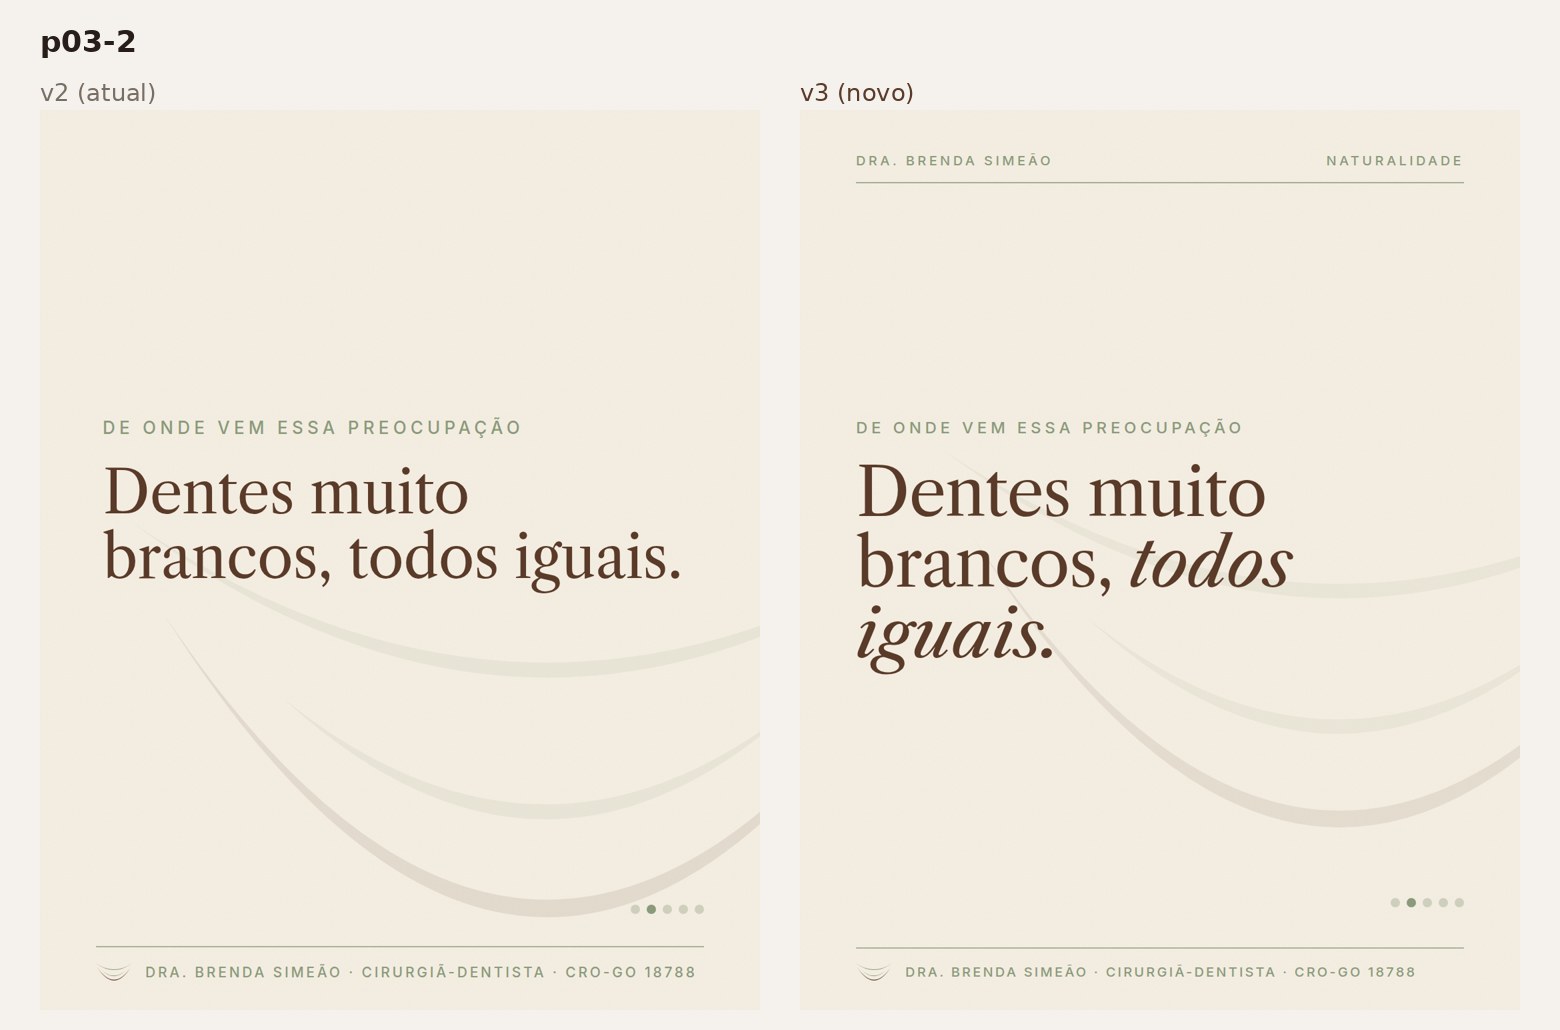 p03-2
v2 (atual)
DE ONDE VEM ESSA PREOCUPAÇÃO
Dentes muito
brancos, todos iguais.
DRA. BRENDA SIMEÃO · CIRURGIÃ-DENTISTA · CRO-GO 18788
v3 (novo)
DRA. BRENDA SIMEÃO
NATURALIDADE
DE ONDE VEM ESSA PREOCUPAÇÃO
Dentes muito
brancos, todos
iguais.
DRA. BRENDA SIMEÃO · CIRURGIÃ-DENTISTA · CRO-GO 18788